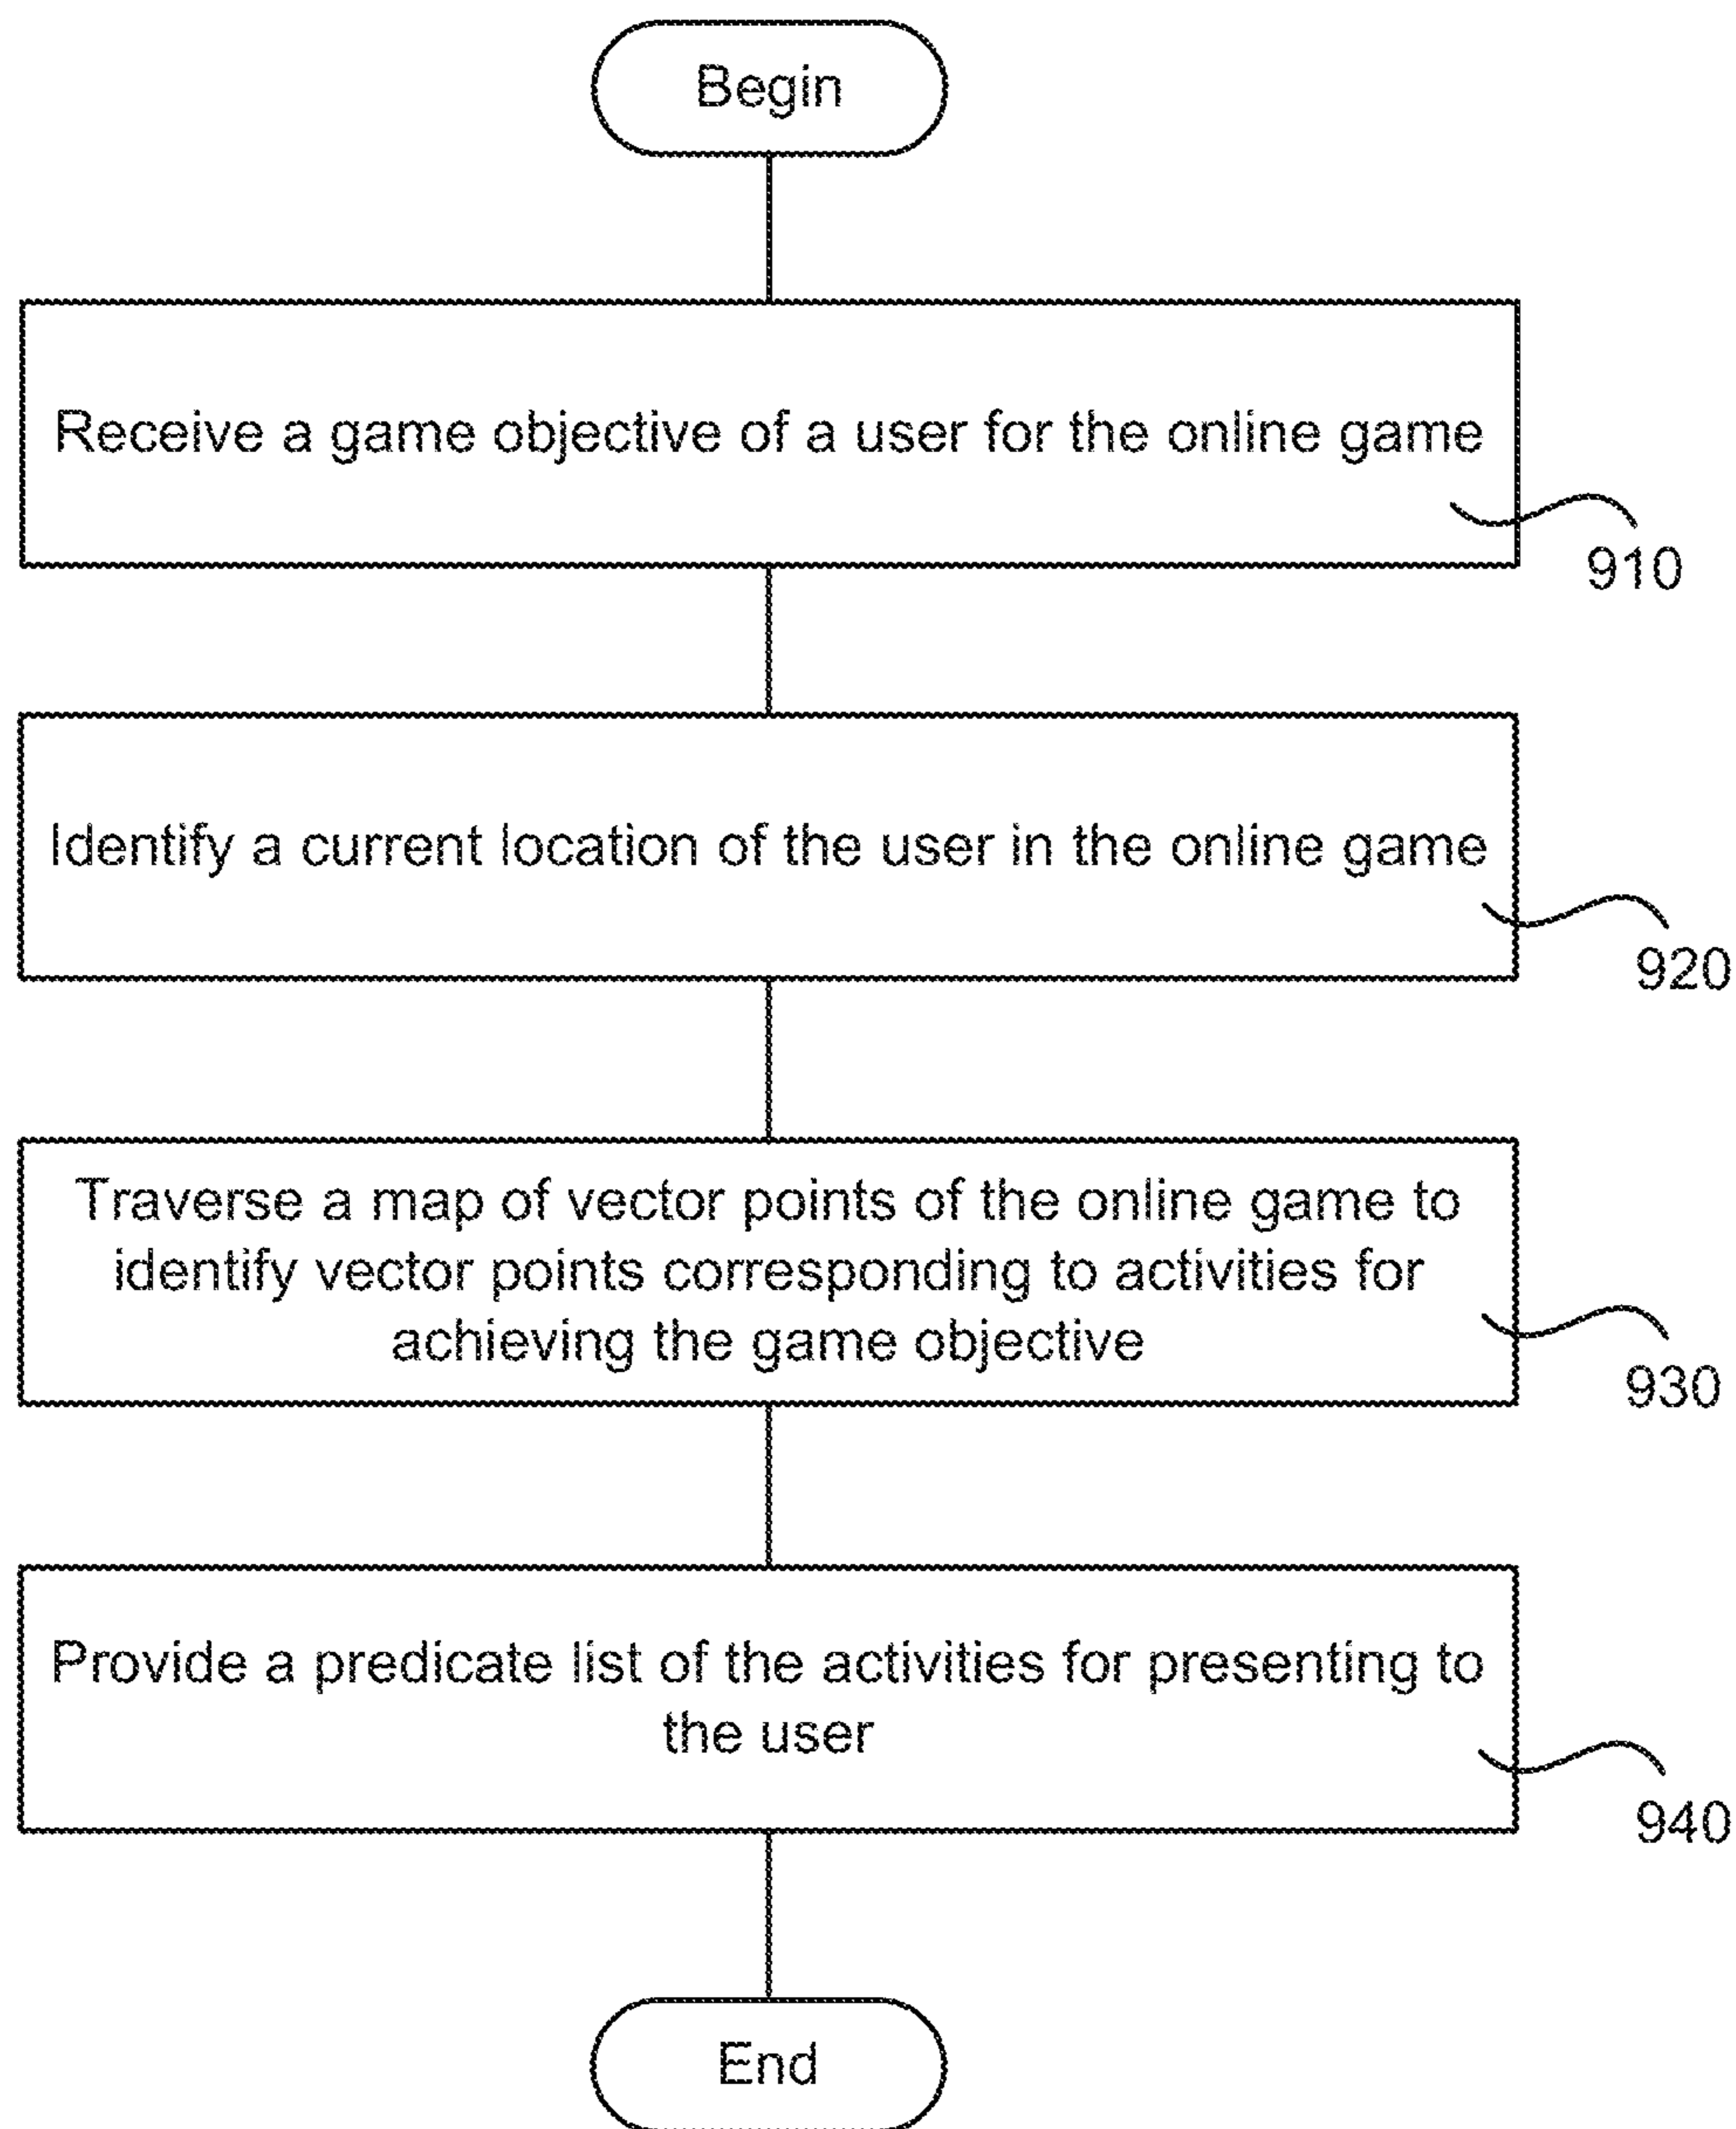 Begin
Receive a game objective of a user for the online game
910
Identify a current location of the user in the online game
920
Traverse a map of vector points of the online game to
identify vector points corresponding to activities for
achieving the game objective
930
Provide a predicate list of the activities for presenting to
the user
940
End